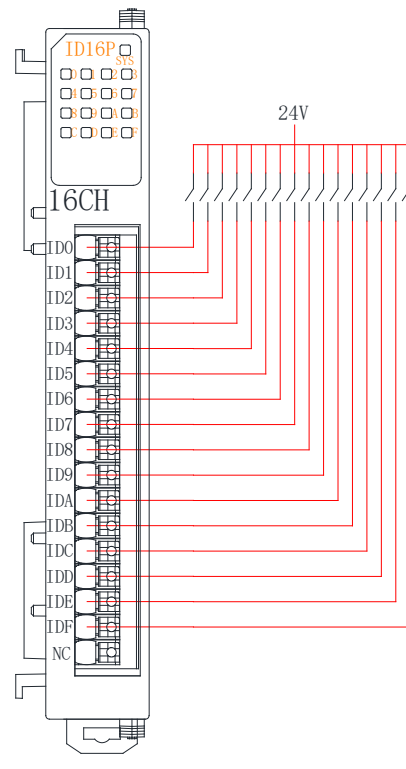 ID16P
SYS
0 1 2 3
4 5 6 7
8 9 A B
C D E F
24V
16CH
ID0
ID1
ID2
ID3
ID4
ID5
ID6
ID7
ID8
ID9
IDA
IDB
IDC
IDD
IDE
IDF
NC